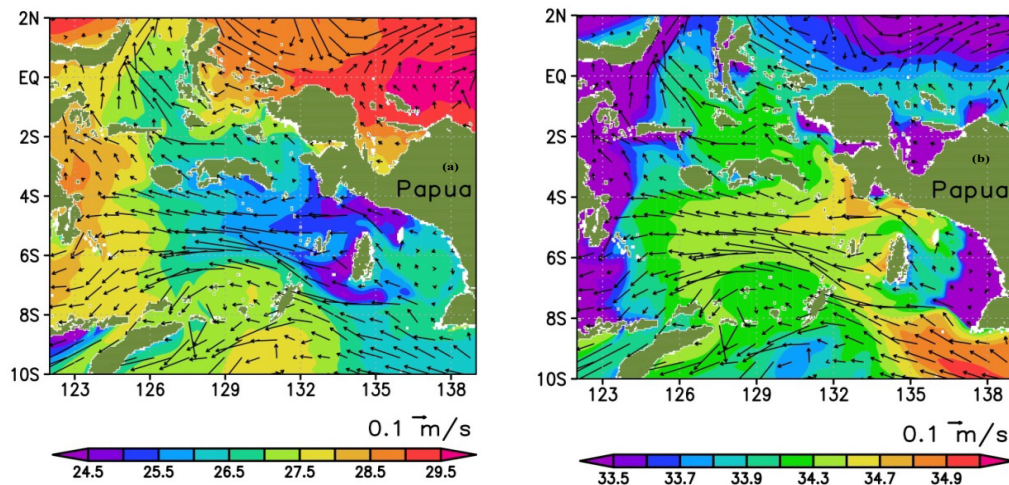 2N
EQ
2S
4S
6S
8S
10S
(a)
Papua
123 126 129 132 135 138
0.1 m/s
24.5 25.5 26.5 27.5 28.5 29.5
2N
EQ
2S
4S
6S
8S
10S
(b)
Papua
123 126 129 132 135 138
0.1 m/s
33.5 33.7 33.9 34.3 34.7 34.9